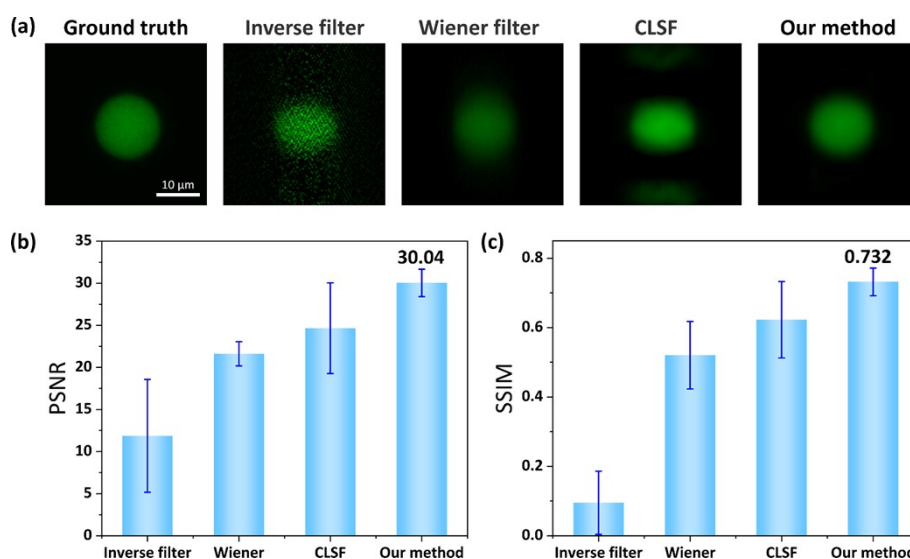 (a)
Ground truth
Inverse filter
Wiener filter
CLSF
Our method
10 μm
(b)
PSNR
35
30
25
20
15
10
5
0
30.04
Inverse filter
Wiener
CLSF
Our method
(c)
SSIM
0.8
0.6
0.4
0.2
0.0
0.732
Inverse filter
Wiener
CLSF
Our method